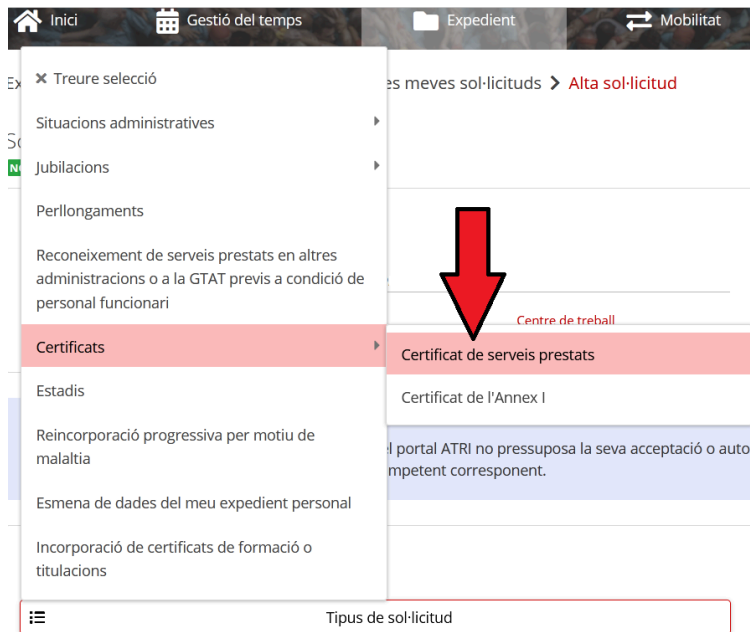 Inici
Gestió del temps
Expedient
Mobilitat
es meves sol·licituds > Alta sol·licitud
× Treure selecció
Situacions administratives
Jubilacions
Perllongaments
Reconeixement de serveis prestats en altres
administracions o a la GTAT previs a condició de
personal funcionari
Centre de treball
Certificats
Certificat de serveis prestats
Certificat de l'Annex I
Estadis
Reincorporació progressiva per motiu de
malaltia
l portal ATRI no pressuposa la seva acceptació o auto
mpetent corresponent.
Esmena de dades del meu expedient personal
Incorporació de certificats de formació o
titulacions
Tipus de sol·licitud